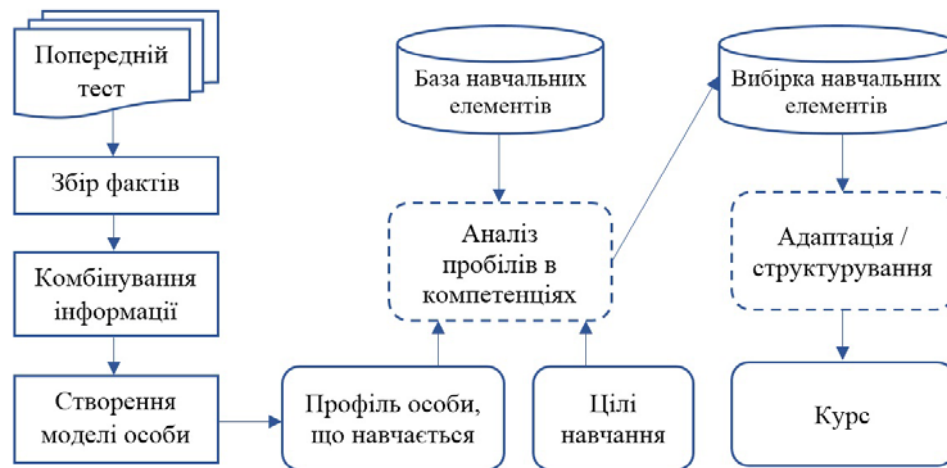 Попередній
тест
Збір фактів
Комбінування
інформації
Створення
моделі особи
Профіль особи,
що навчається
База навчальних
елементів
Аналіз
пробілів в
компетенціях
Цілі
навчання
Вибірка навчальних
елементів
Адаптація /
структурування
Курс